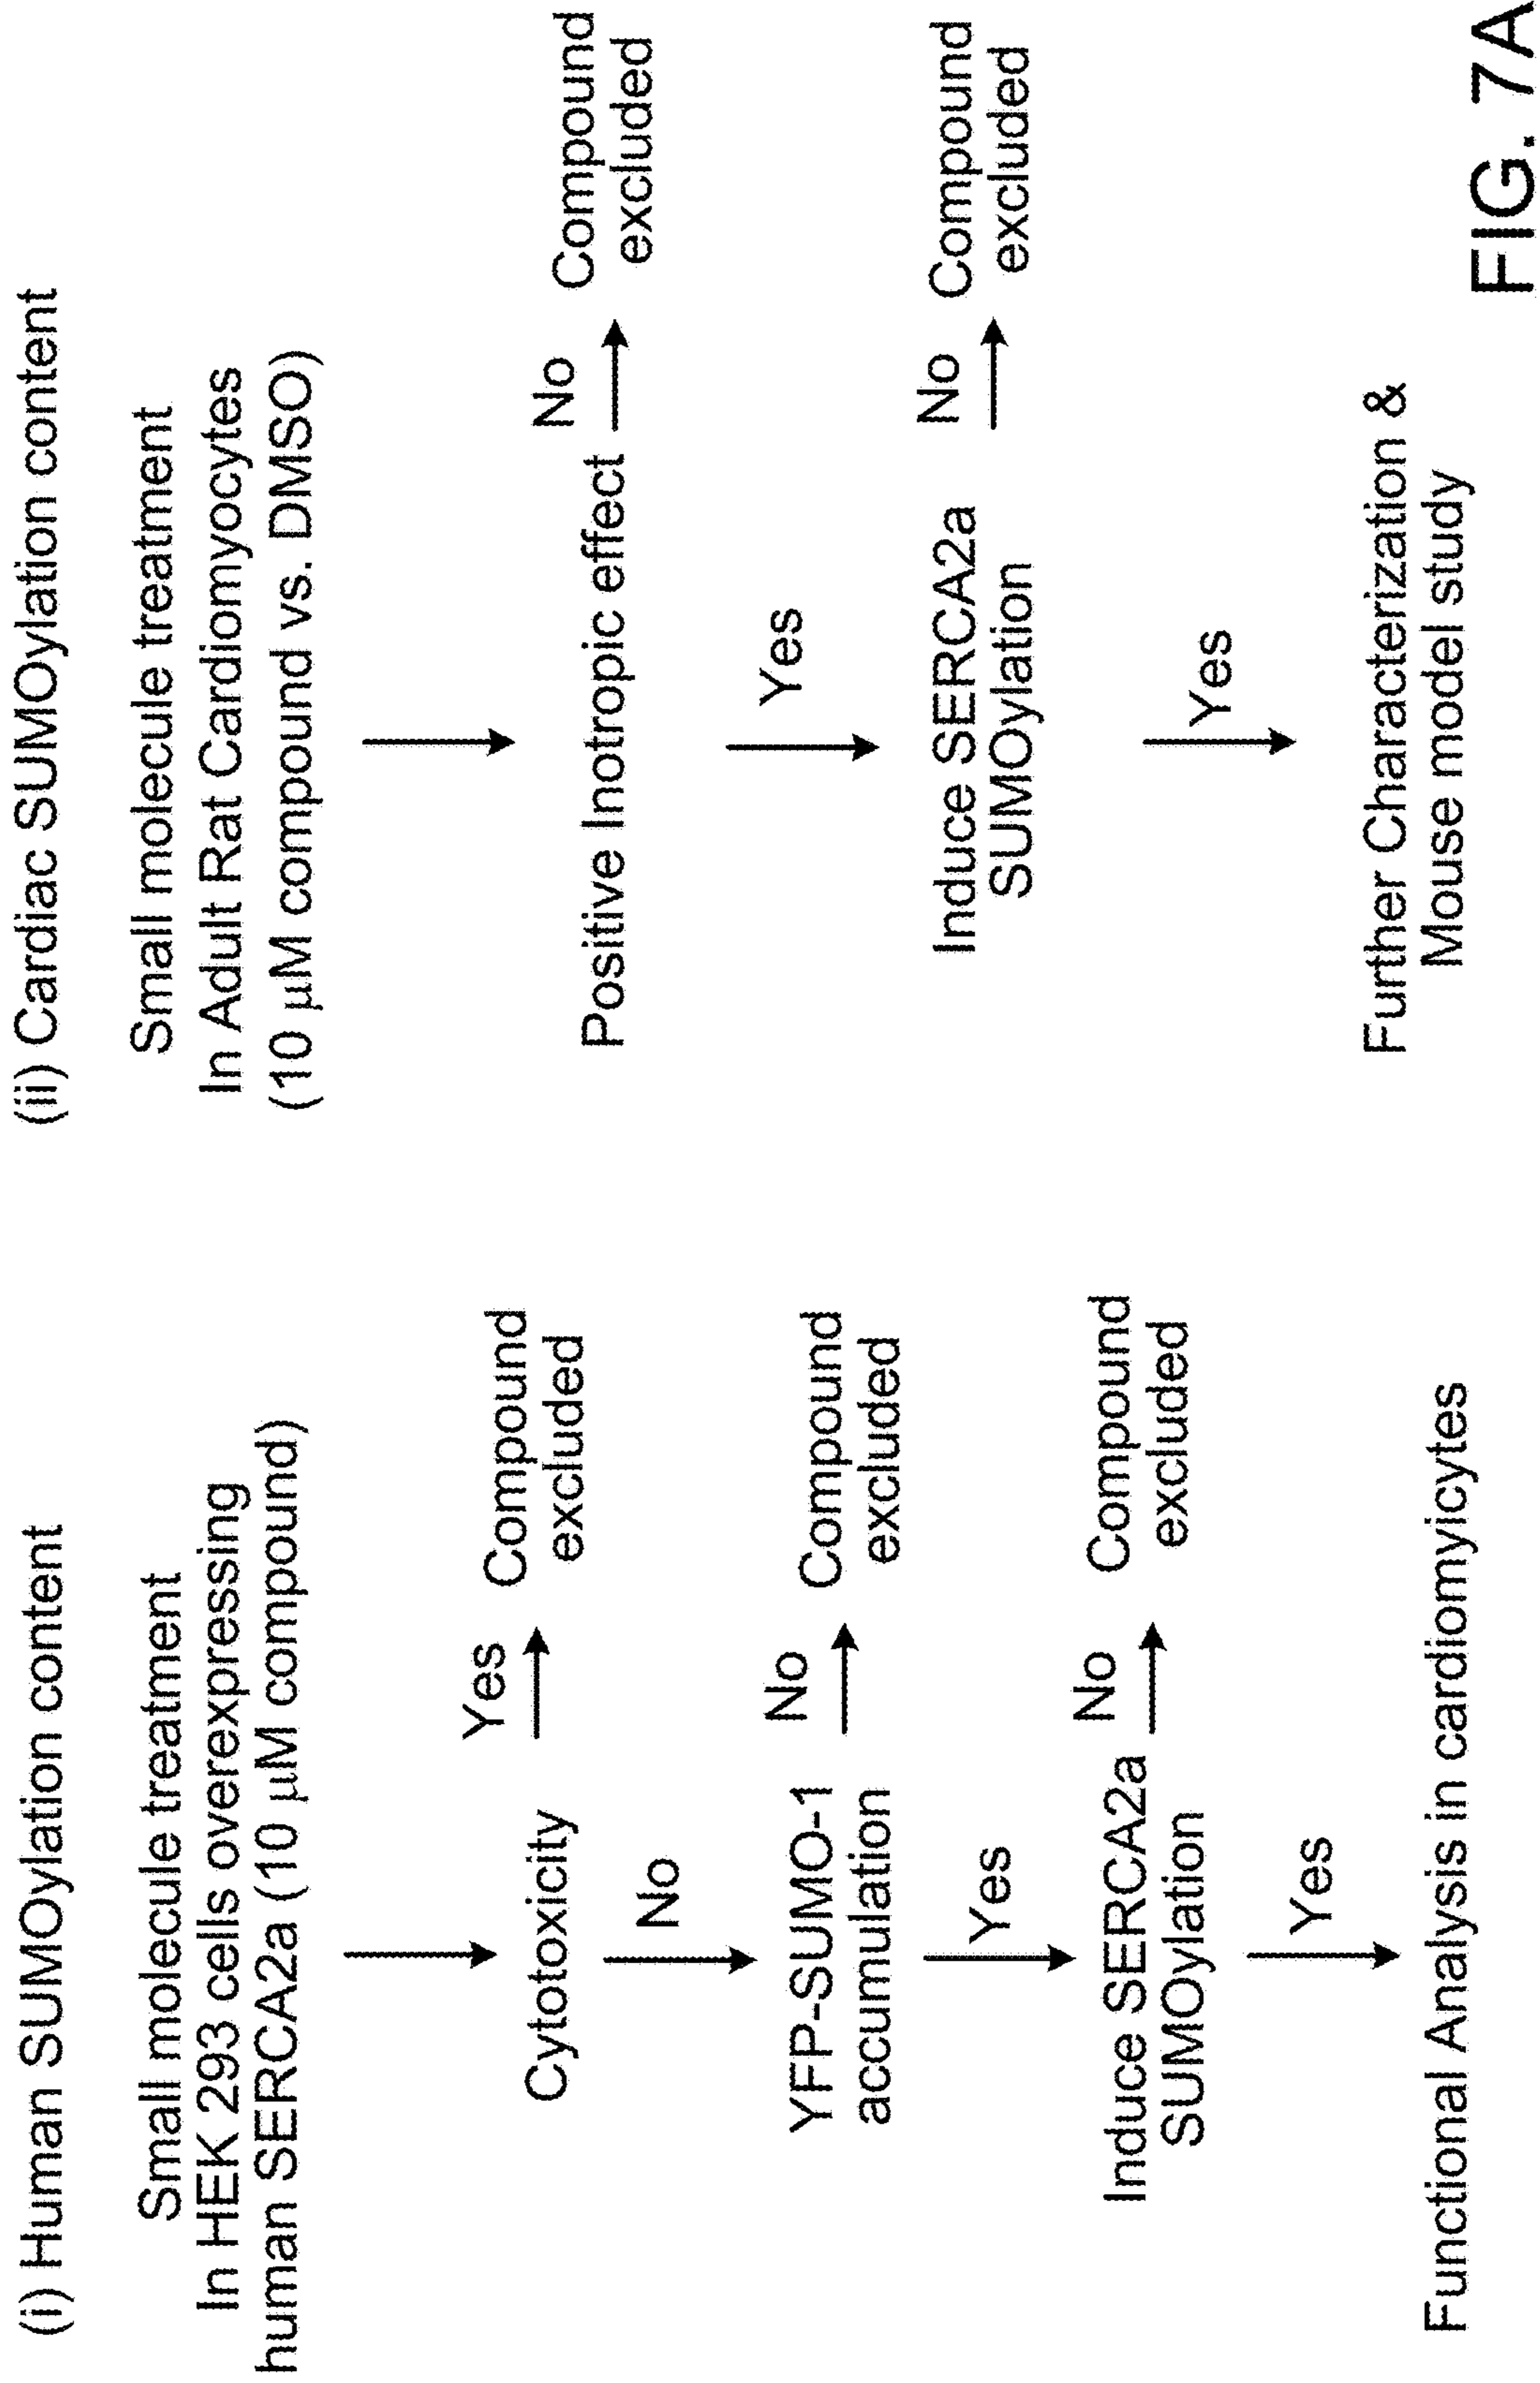 (i) Human SUMOylation content
Small molecule treatment
In HEK 293 cells overexpressing
human SERCA2a (10 μM compound)
Cytotoxicity
Yes
Compound
excluded
No
YFP-SUMO-1
accumulation
No
Compound
excluded
Yes
Induce SERCA2a
SUMOylation
No
Compound
excluded
Yes
Functional Analysis in cardiomyicytes
(ii) Cardiac SUMOylation content
Small molecule treatment
In Adult Rat Cardiomyocytes
(10 μM compound vs. DMSO)
Positive Inotropic effect
No
Compound
excluded
Yes
Induce SERCA2a
SUMOylation
No
Compound
excluded
Yes
Further Characterization &
Mouse model study
FIG. 7A